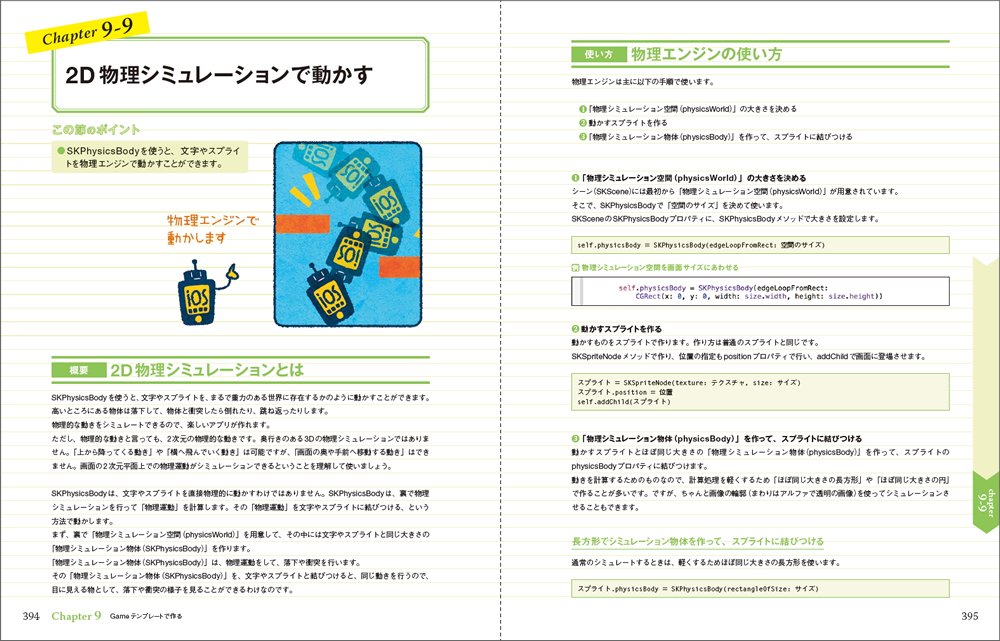 Chapter 9-9
2D 物理シミュレーションで動かす
この節のポイント
●SKPhysicsBodyを使うと、文字やスプライ
トを物理エンジンで動かすことができます。
物理エンジンで
動かします
iOS
iOS
iOS
iOS
iOS
iOS
概要 2D 物理シミュレーションとは
SKPhysicsBodyを使うと、文字やスプライトを、まるで重力のある世界に存在するかのように動かすことができます。
高いところにある物体は落下して、物体と衝突したら倒れたり、跳ね返ったりします。
物理的な動きをシミュレートできるので、楽しいアプリが作れます。
ただし、物理的な動きと言っても、2次元の物理的な動きです。奥行きのある3Dの物理シミュレーションではありま
せん。「上から降ってくる動き」や「横へ飛んでいく動き」は可能ですが、「画面の奥や手前へ移動する動き」はでき
ません。画面の2次元平面上での物理運動がシミュレーションできるということを理解して使いましょう。
SKPhysicsBodyは、文字やスプライトを直接物理的に動かすわけではありません。SKPhysicsBodyは、裏で物理
シミュレーションを行って「物理運動」を計算します。その「物理運動」を文字やスプライトに結びつける、という
方法で動かします。
まず、裏で「物理シミュレーション空間（physicsWorld）」を用意して、その中には文字やスプライトと同じ大きさの
「物理シミュレーション物体（SKPhysicsBody）」を作ります。
「物理シミュレーション物体（SKPhysicsBody）」は、物理運動をして、落下や衝突を行います。
その「物理シミュレーション物体（SKPhysicsBody）」を、文字やスプライトと結びつけると、同じ動きを行うので、
目に見える物として、落下や衝突の様子を見ることができるわけなのです。
394 Chapter 9 Gameテンプレートで作る
使い方 物理エンジンの使い方
物理エンジンは主に以下の手順で使います。
❶「物理シミュレーション空間（physicsWorld）」の大きさを決める
❷動かすスプライトを作る
❸「物理シミュレーション物体（physicsBody）」を作って、スプライトに結びつける
❶「物理シミュレーション空間（physicsWorld）」の大きさを決める
シーン（SKScene）には最初から「物理シミュレーション空間（physicsWorld）」が用意されています。
そこで、SKPhysicsBodyで「空間のサイズ」を決めて使います。
SKSceneのSKPhysicsBodyプロパティに、SKPhysicsBodyメソッドで大きさを設定します。
self.physicsBody = SKPhysicsBody(edgeLoopFromRect: 空間のサイズ)
物理シミュレーション空間を画面サイズにあわせる
self.physicsBody = SKPhysicsBody(edgeLoopFromRect:
CGRect(x: 0, y: 0, width: size.width, height: size.height))
❷動かすスプライトを作る
動かすものをスプライトで作ります。作り方は普通のスプライトと同じです。
SKSpriteNodeメソッドで作り、位置の指定もpositionプロパティで行い、addChildで画面に登場させます。
スプライト = SKSpriteNode(texture: テクスチャ, size: サイズ)
スプライト.position = 位置
self.addChild(スプライト)
❸「物理シミュレーション物体（physicsBody）」を作って、スプライトに結びつける
動かすスプライトとほぼ同じ大きさの「物理シミュレーション物体（physicsBody）」を作って、スプライトの
physicsBodyプロパティに結びつけます。
動きを計算するためのものなので、計算処理を軽くするため「ほぼ同じ大きさの長方形」や「ほぼ同じ大きさの円」
で作ることが多いです。ですが、ちゃんと画像の輪郭（まわりはアルファで透明の画像）を使ってシミュレーションさ
せることもできます。
長方形でシミュレーション物体を作って、スプライトに結びつける
通常のシミュレートするときは、軽くするためほぼ同じ大きさの長方形を使います。
スプライト.physicsBody = SKPhysicsBody(rectangleOfSize: サイズ)
chapter
9-9
395